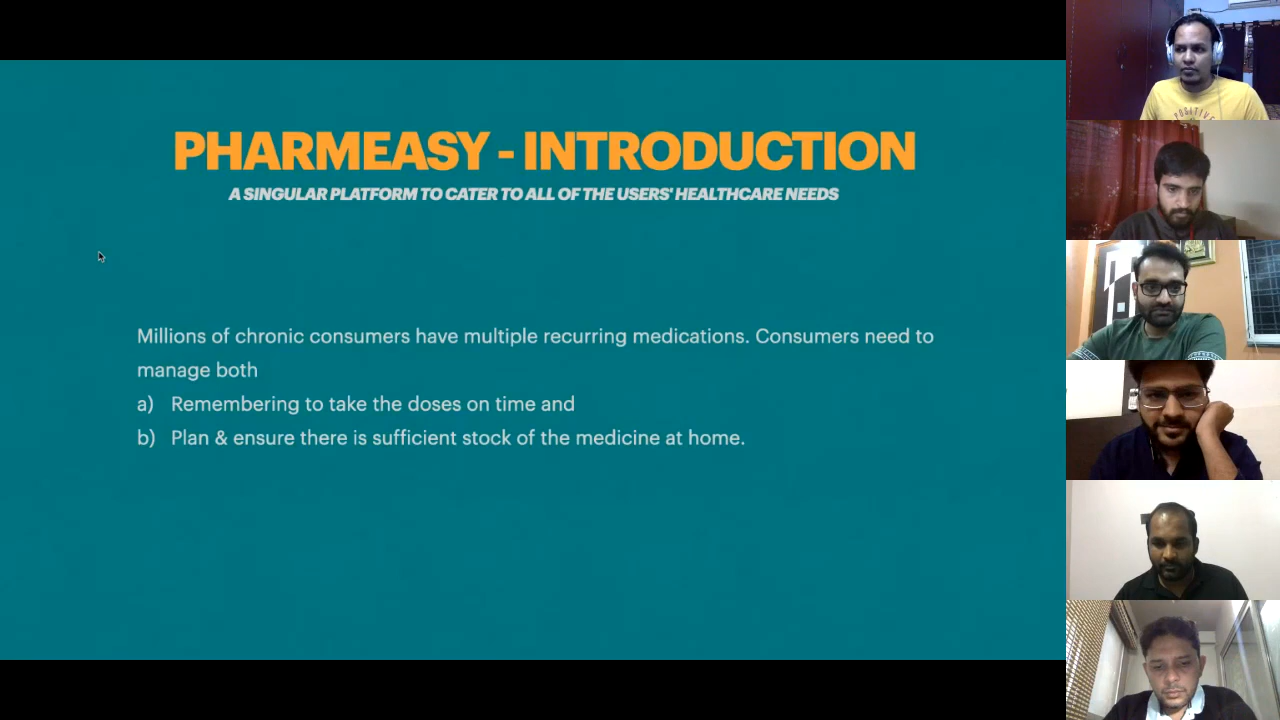 PHARMEASY - INTRODUCTION
A SINGULAR PLATFORM TO CATER TO ALL OF THE USERS' HEALTHCARE NEEDS
Millions of chronic consumers have multiple recurring medications. Consumers need to
manage both
a) Remembering to take the doses on time and
b) Plan & ensure there is sufficient stock of the medicine at home.
POSITIVE